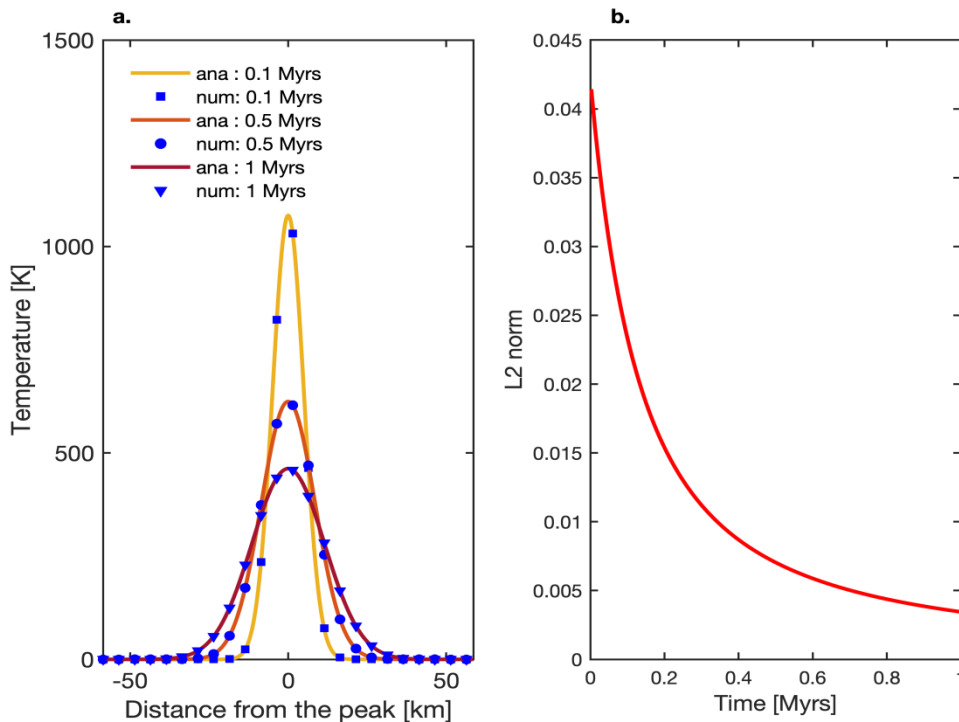 a.
1500
1000
500
0
Temperature [K]
ana : 0.1 Myrs
num: 0.1 Myrs
ana : 0.5 Myrs
num: 0.5 Myrs
ana : 1 Myrs
num: 1 Myrs
-50
0
50
Distance from the peak [km]
b.
0.045
0.04
0.035
0.03
0.025
0.02
0.015
0.01
0.005
0
L2 norm
0
0.2
0.4
0.6
0.8
1
Time [Myrs]